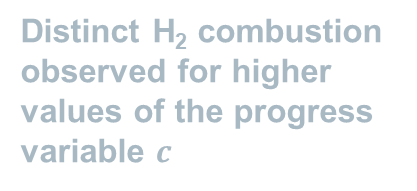 Distinct H₂ combustion
observed for higher
values of the progress
variable c